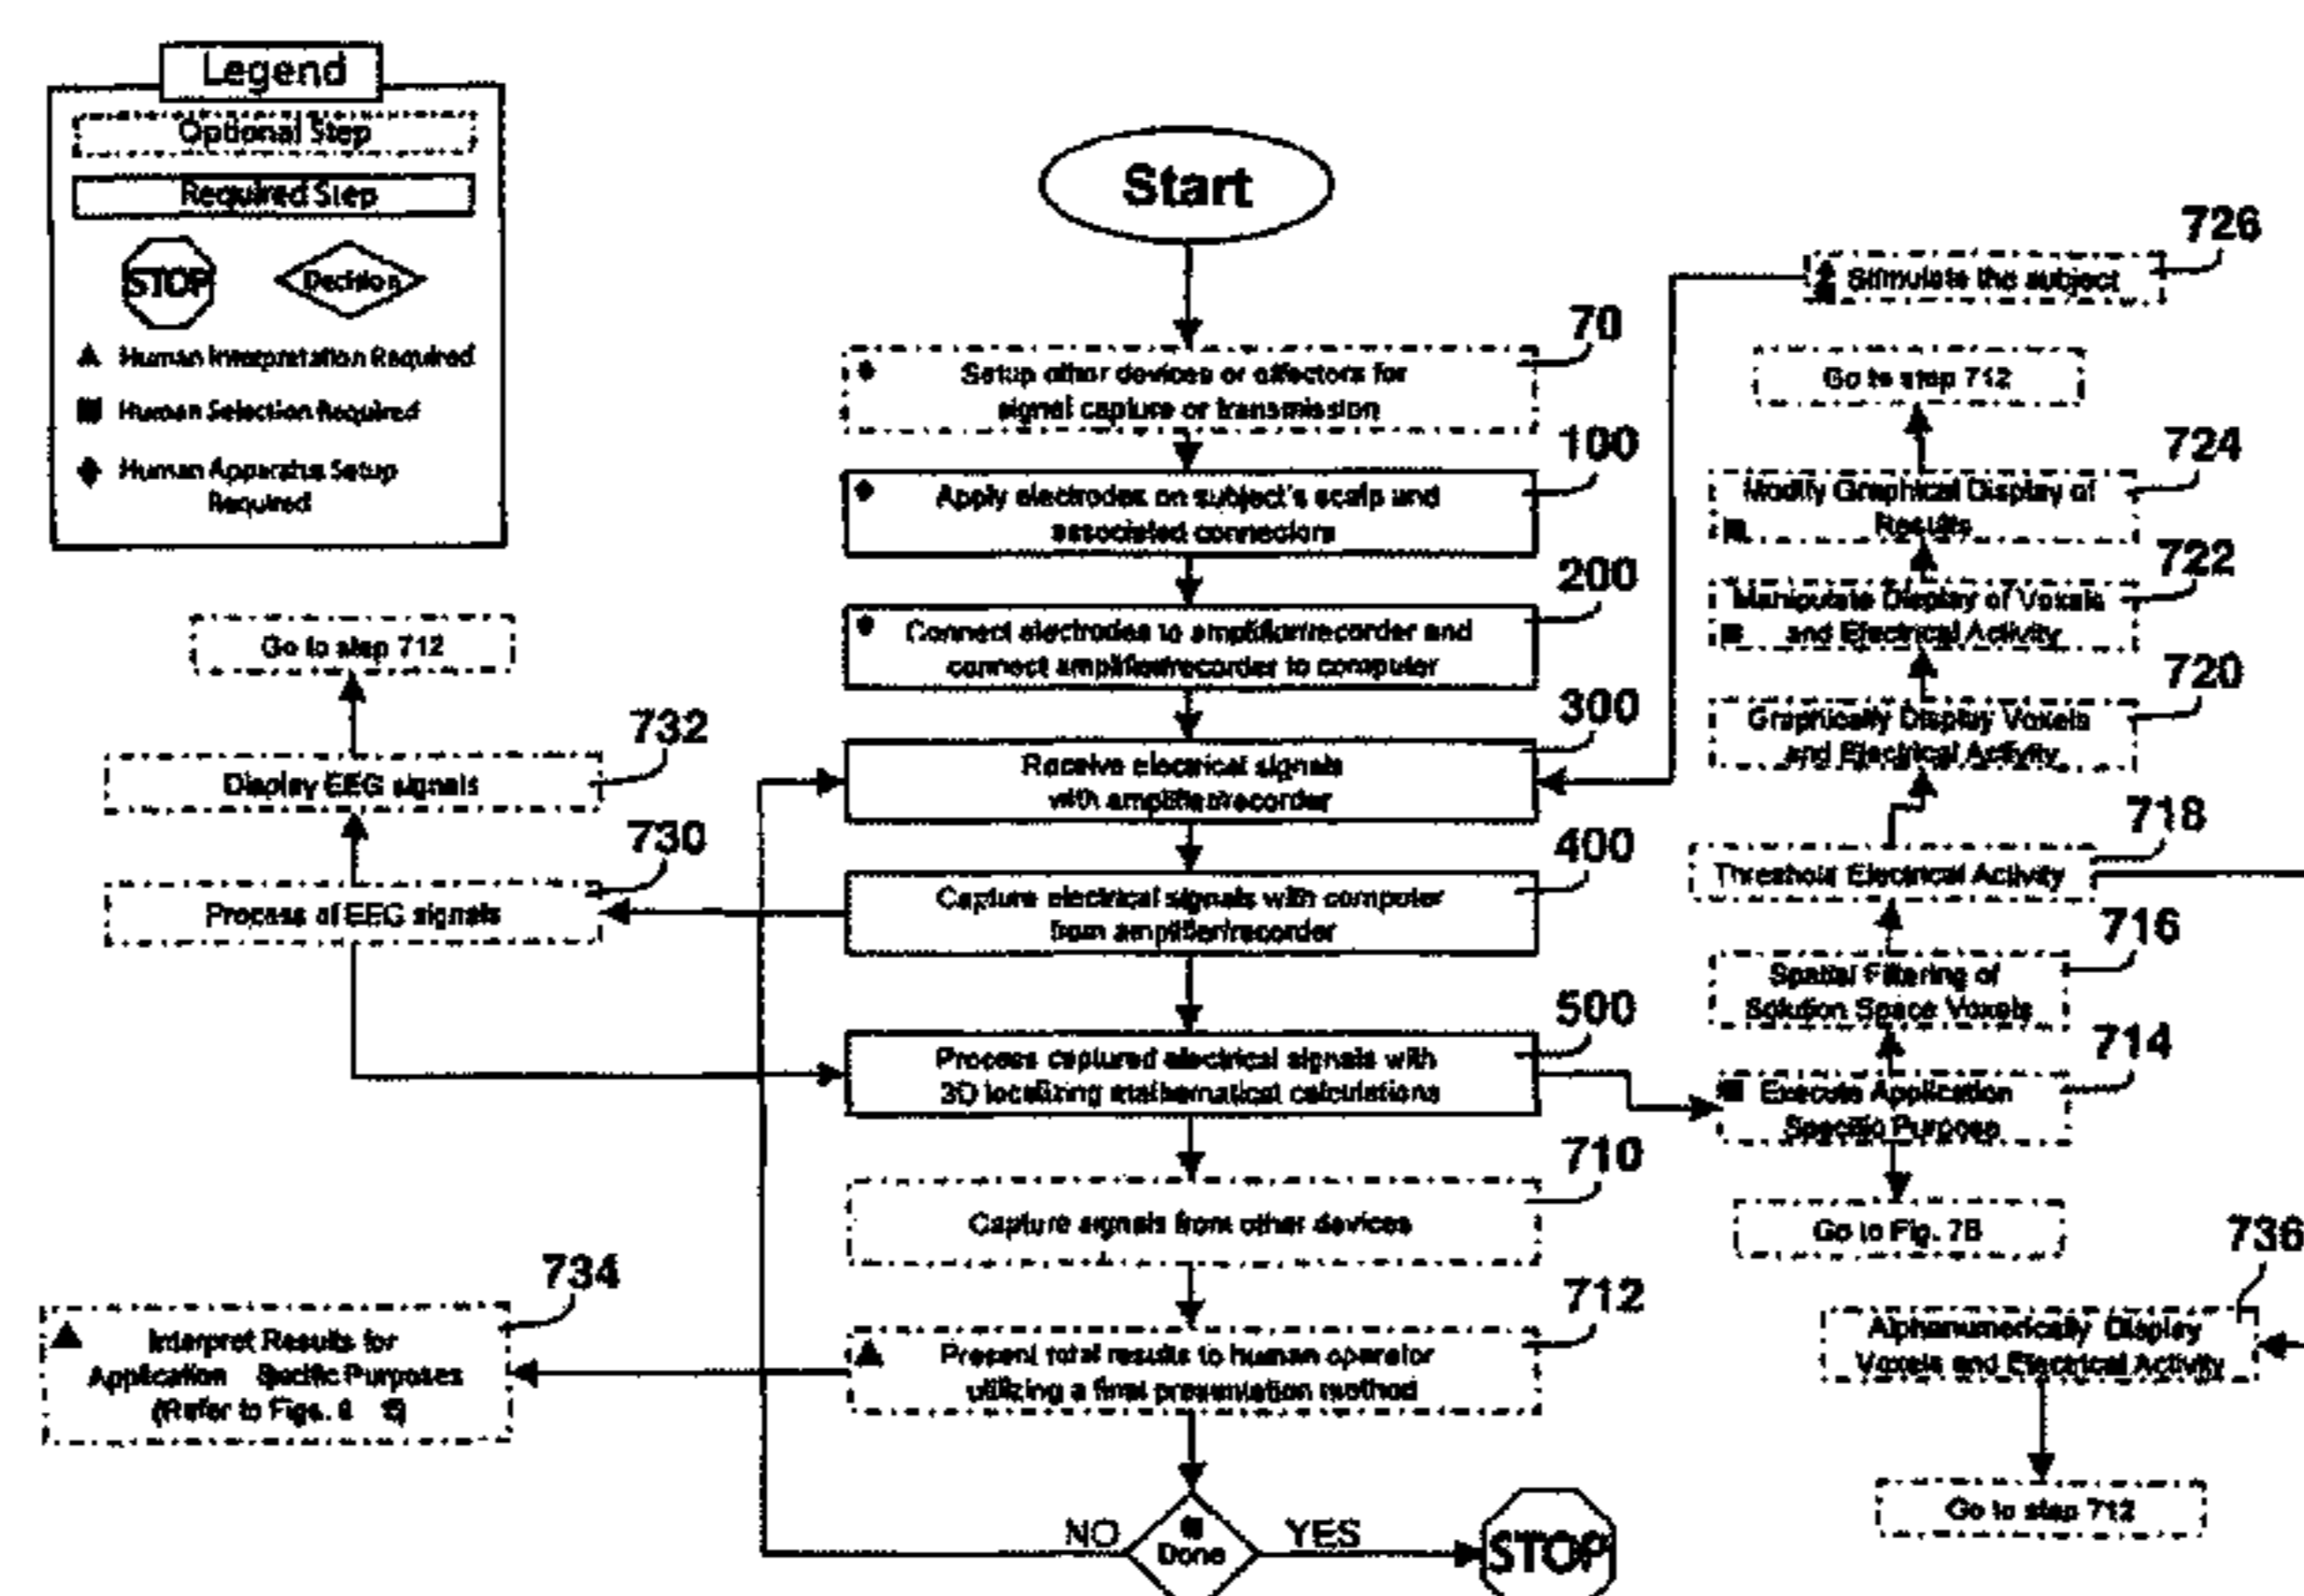 Legend
Optional Step
Required Step
STOP
Decision
Human Interpretation Required
Human Selection Required
Human Apparatus Setup
Required
Start
70
Setup other devices or effectors for
signal capture or transmission
100
Apply electrodes on subject's scalp and
associated connectors
200
Connect electrodes to amplifier/recorder and
connect amplifier/recorder to computer
300
Receive electrical signals
with amplifier/recorder
400
Capture electrical signals with computer
from amplifier/recorder
500
Process captured electrical signals with
3D localizing mathematical calculations
710
Capture signals from other devices
712
Present total results to human operator
utilizing a final presentation method
NO
Done
YES
STOP
Go to step 712
732
Display EEG signals
730
Process of EEG signals
734
Interpret Results for
Application Specific Purposes
(Refer to Figs.
726
Stimulate the subject
Go to step 712
724
Modify Graphical Display of
Results
722
Manipulate Display of Voxels
and Electrical Activity
720
Graphically Display Voxels
and Electrical Activity
718
Threshold Electrical Activity
716
Spatial Filtering of
Solution Space Voxels
714
Execute Application
Specific Purpose
Go to Fig. 7B
736
Alphanumerically Display
Voxels and Electrical Activity
Go to step 712